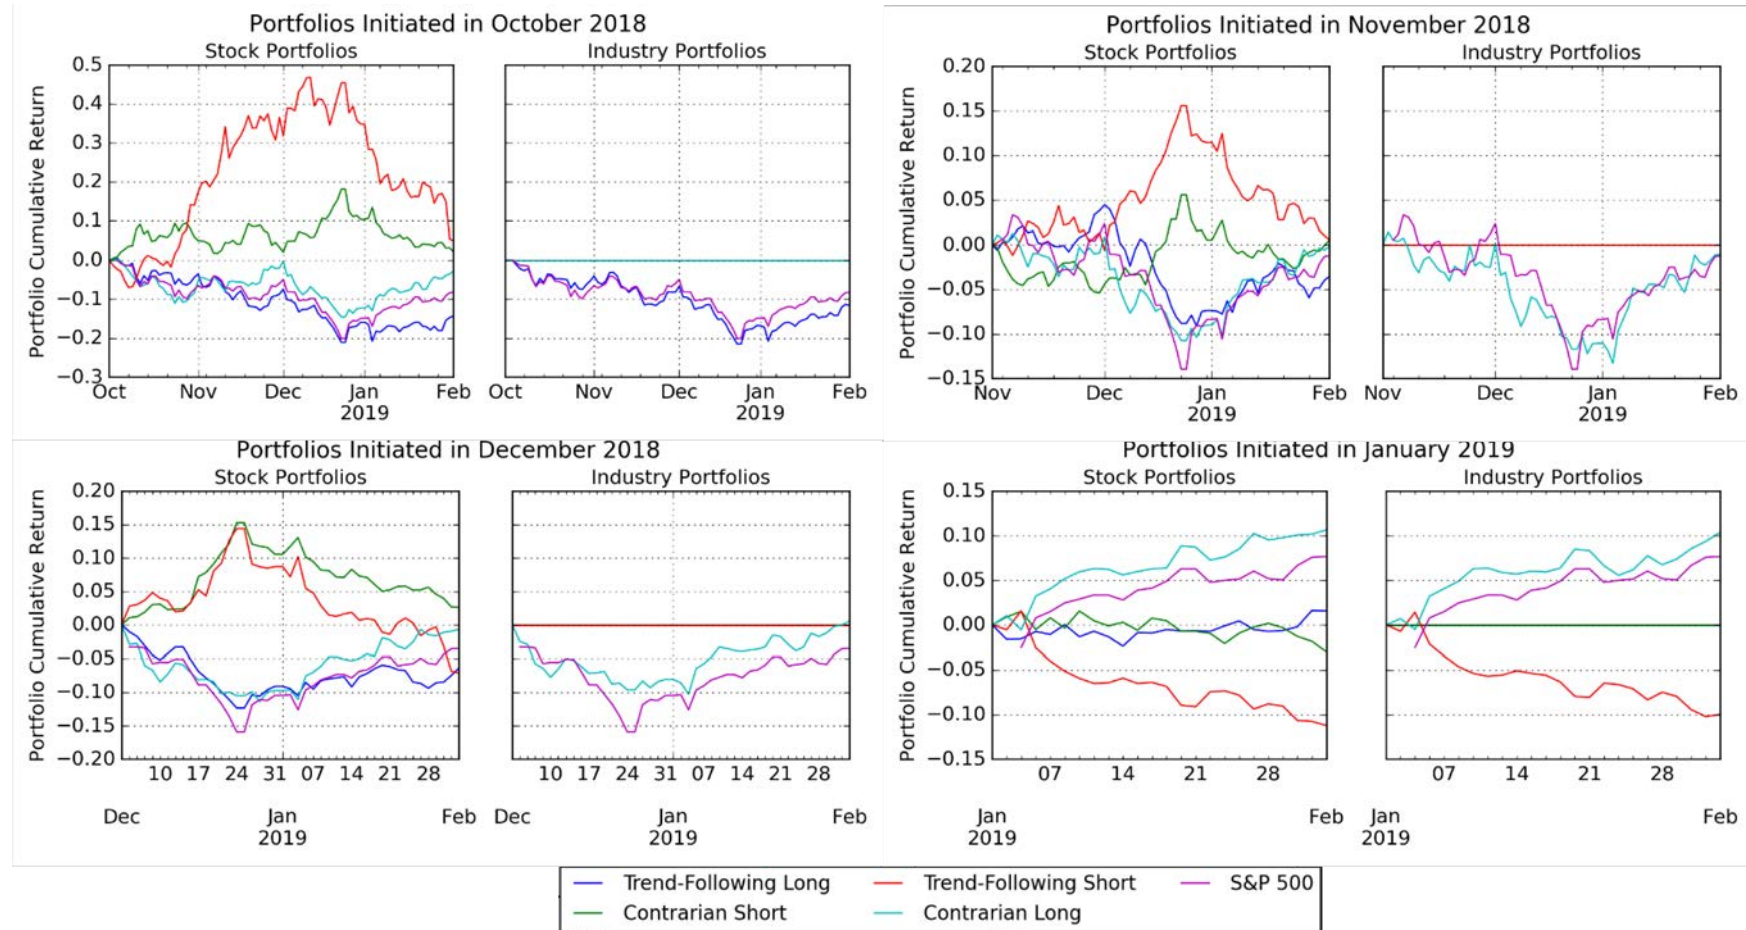 Portfolios Initiated in October 2018
Stock Portfolios Industry Portfolios
Portfolio Cumulative Return
0.5
0.4
0.3
0.2
0.1
0.0
−0.1
−0.2
−0.3
Oct Nov Dec Jan Feb Oct Nov Dec Jan Feb
2019 2019
Portfolios Initiated in November 2018
Stock Portfolios Industry Portfolios
Portfolio Cumulative Return
0.20
0.15
0.10
0.05
0.00
−0.05
−0.10
−0.15
Nov Dec Jan Feb Nov Dec Jan Feb
2019 2019
Portfolios Initiated in December 2018
Stock Portfolios Industry Portfolios
Portfolio Cumulative Return
0.20
0.15
0.10
0.05
0.00
−0.05
−0.10
−0.15
−0.20
10 17 24 31 07 14 21 28 10 17 24 31 07 14 21 28
Dec Jan Feb Dec Jan Feb
2019 2019
Portfolios Initiated in January 2019
Stock Portfolios Industry Portfolios
Portfolio Cumulative Return
0.15
0.10
0.05
0.00
−0.05
−0.10
−0.15
07 14 21 28 07 14 21 28
Jan Feb Jan Feb
2019 2019
Trend-Following Long Trend-Following Short S&P 500
Contrarian Short Contrarian Long